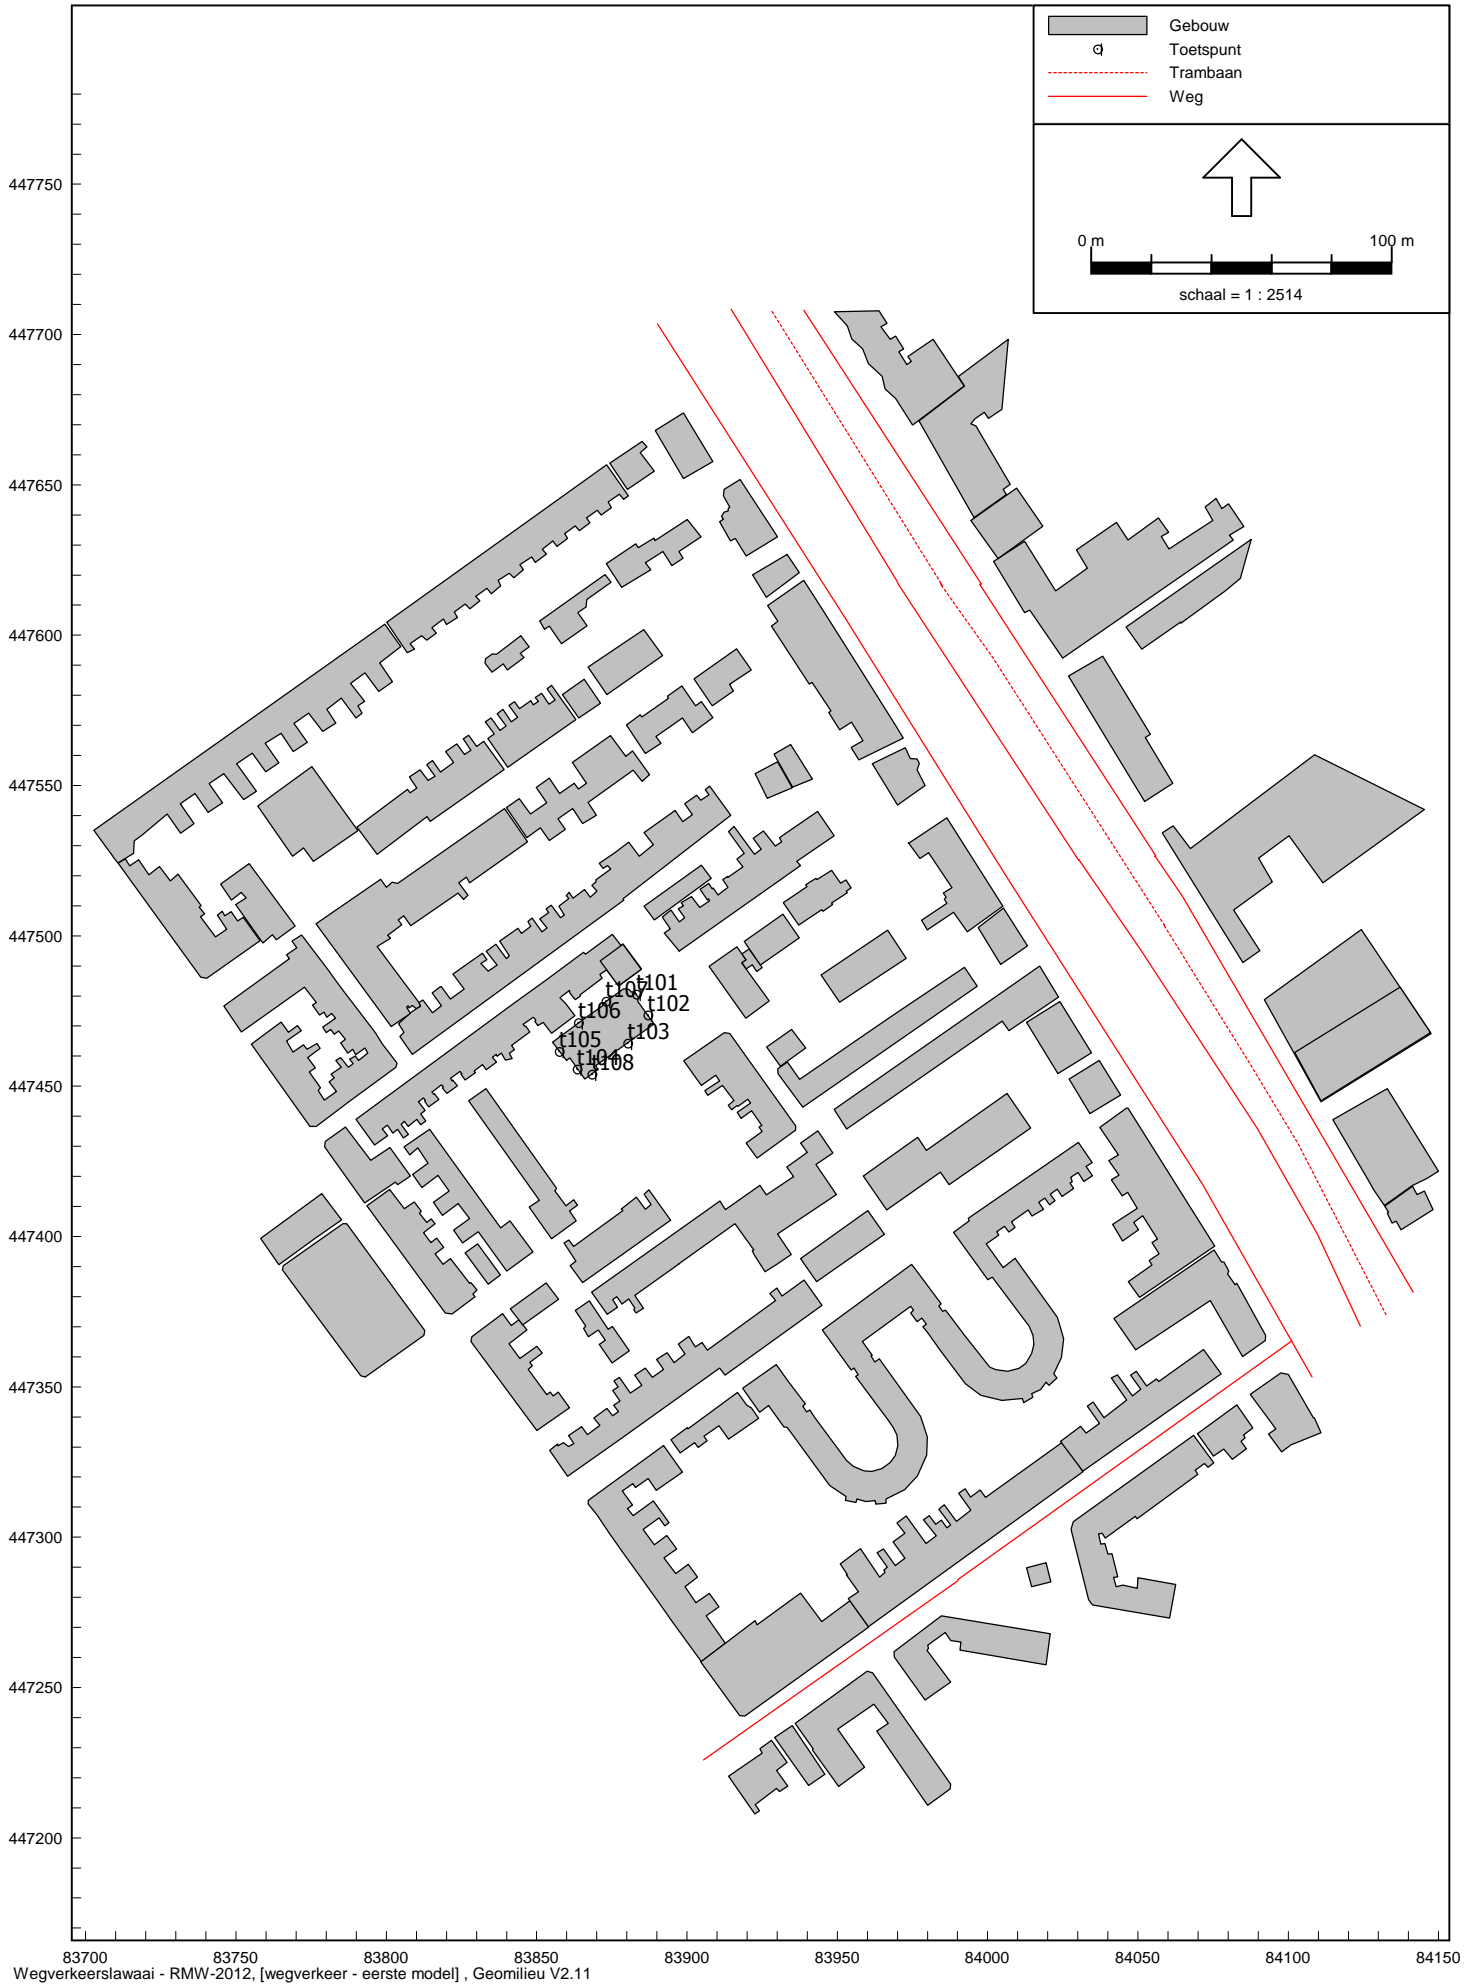 Gebouw
Toetspunt
Trambaan
Weg
0 m 100 m
schaal = 1 : 2514
447750
447700
447650
447600
447550
447500
447450
447400
447350
447300
447250
447200
t101
t107
t102
t106
t103
t105
t104
t108
83700 83750 83800 83850 83900 83950 84000 84050 84100 84150
Wegverkeerslawaai - RMW-2012, [wegverkeer - eerste model] , Geomilieu V2.11